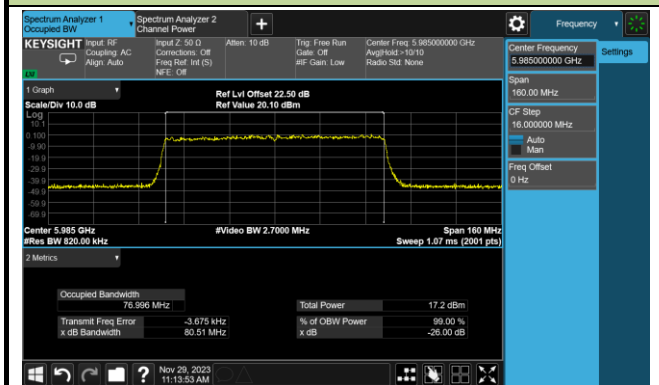 Spectrum Analyzer 1
Occupied BW
Spectrum Analyzer 2
Channel Power
+
Frequency
KEYSIGHT
Input: RF
Coupling: AC
Align: Auto
Input Z: 50 Ω
Corrections: Off
Freq Ref: Int (S)
NFE: Off
Atten: 10 dB
Trig: Free Run
Gate: Off
#IF Gain: Low
Center Freq: 5.985000000 GHz
Avg|Hold:>10/10
Radio Std: None
Center Frequency
5.985000000 GHz
Settings
Span
160.00 MHz
CF Step
16.000000 MHz
Auto
Man
Freq Offset
0 Hz
1 Graph
Scale/Div 10.0 dB
Ref Lvl Offset 22.50 dB
Ref Value 20.10 dBm
Log
10.1
0.100
-9.90
-19.9
-29.9
-39.9
-49.9
-59.9
-69.9
Center 5.985 GHz
#Video BW 2.7000 MHz
Span 160 MHz
#Res BW 820.00 kHz
Sweep 1.07 ms (2001 pts)
2 Metrics
Occupied Bandwidth
76.996 MHz
Total Power 17.2 dBm
Transmit Freq Error -3.675 kHz
% of OBW Power 99.00 %
x dB Bandwidth 80.51 MHz
x dB -26.00 dB
?
Nov 29, 2023
11:13:53 AM